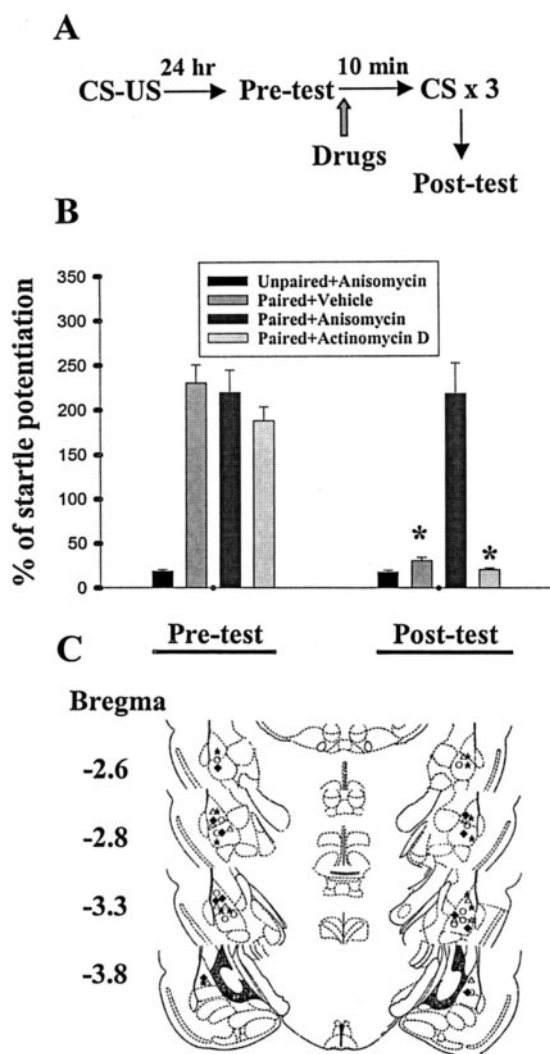 A
CS-US 24 hr Pre-test 10 min CS x 3
Drugs
Post-test
B
% of startle potentiation
350
300
250
200
150
100
50
0
Unpaired+Anisomycin
Paired+Vehicle
Paired+Anisomycin
Paired+Actinomycin D
* *
Pre-test Post-test
C
Bregma
-2.6
-2.8
-3.3
-3.8